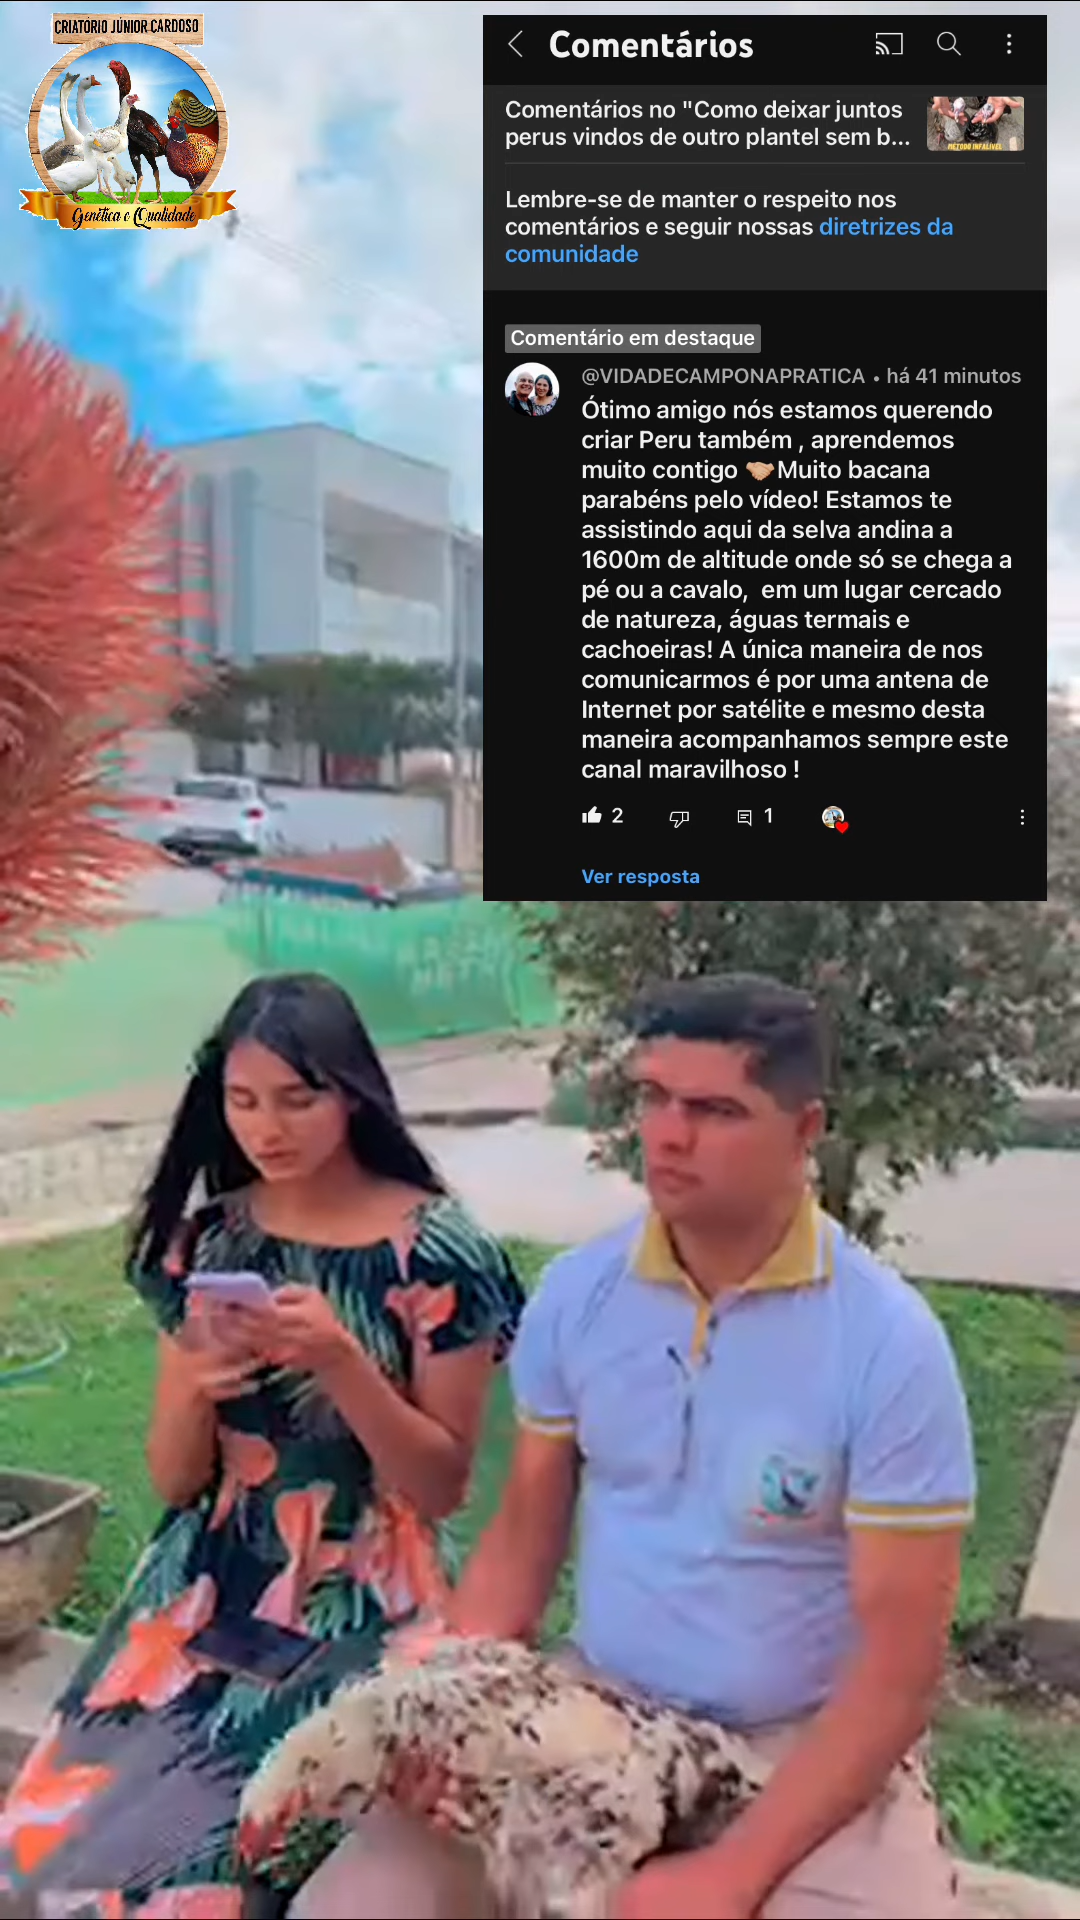 CRIATÓRIO JÚNIOR CARDOSO
Genética e Qualidade
Comentários
Comentários no "Como deixar juntos
perus vindos de outro plantel sem b...
MÉTODO INFALÍVEL
Lembre-se de manter o respeito nos
comentários e seguir nossas diretrizes da
comunidade
Comentário em destaque
@VIDADECAMPONAPRATICA • há 41 minutos
Ótimo amigo nós estamos querendo
criar Peru também , aprendemos
muito contigo 🤝🏼Muito bacana
parabéns pelo vídeo! Estamos te
assistindo aqui da selva andina a
1600m de altitude onde só se chega a
pé ou a cavalo,  em um lugar cercado
de natureza, águas termais e
cachoeiras! A única maneira de nos
comunicarmos é por uma antena de
Internet por satélite e mesmo desta
maneira acompanhamos sempre este
canal maravilhoso !
2
1
Ver resposta